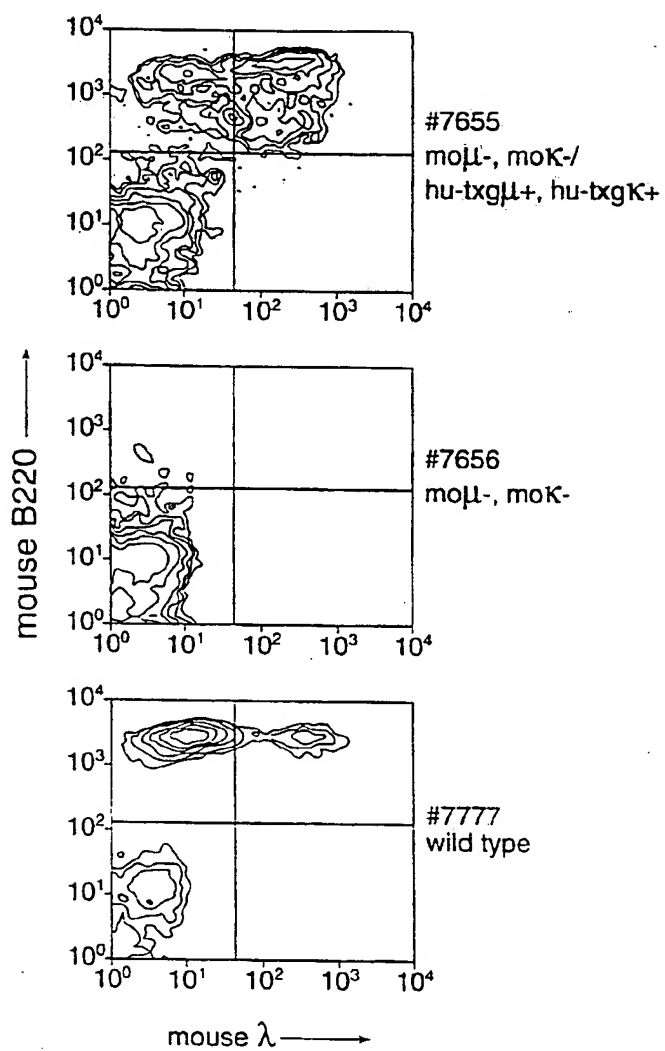 10⁴
10³
10²
10¹
10⁰
10⁰ 10¹ 10² 10³ 10⁴
#7655
moμ-, moκ-/
hu-txgμ+, hu-txgκ+
10⁴
10³
10²
10¹
10⁰
10⁰ 10¹ 10² 10³ 10⁴
#7656
moμ-, moκ-
10⁴
10³
10²
10¹
10⁰
10⁰ 10¹ 10² 10³ 10⁴
#7777
wild type
mouse B220
mouse λ